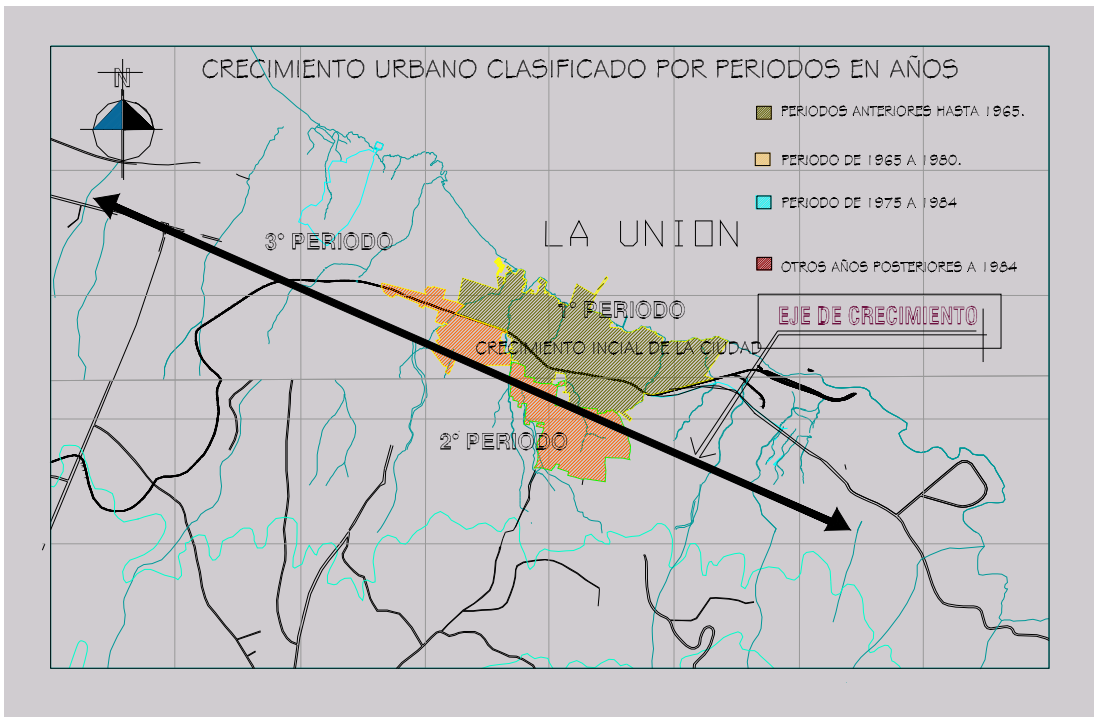 CRECIMIENTO URBANO CLASIFICADO POR PERIODOS EN AÑOS
N
PERIODOS ANTERIORES HASTA 1965.
PERIODO DE 1965 A 1980.
PERIODO DE 1975 A 1984
OTROS AÑOS POSTERIORES A 1984
LA UNION
3° PERIODO
1° PERIODO
EJE DE CRECIMIENTO
CRECIMIENTO INCIAL DE LA CIUDAD
2° PERIODO